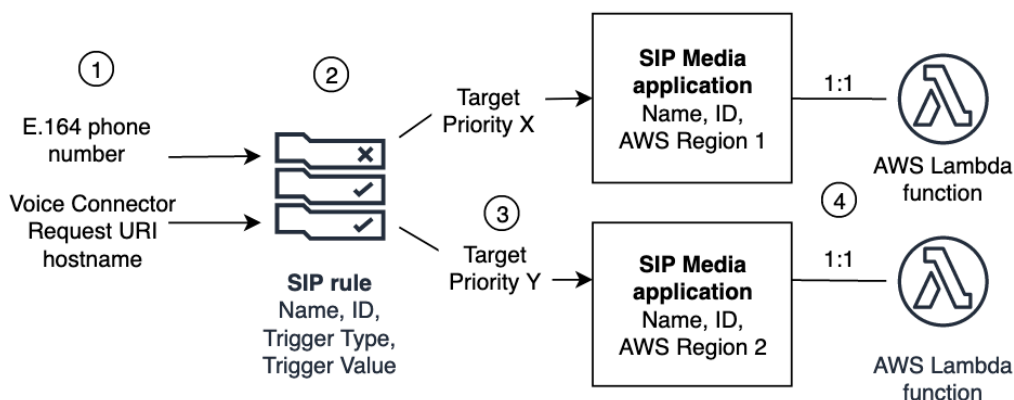 1
E.164 phone
number
Voice Connector
Request URI
hostname
2
SIP rule
Name, ID,
Trigger Type,
Trigger Value
Target
Priority X
3
Target
Priority Y
SIP Media
application
Name, ID,
AWS Region 1
SIP Media
application
Name, ID,
AWS Region 2
1:1
AWS Lambda
function
4
1:1
AWS Lambda
function